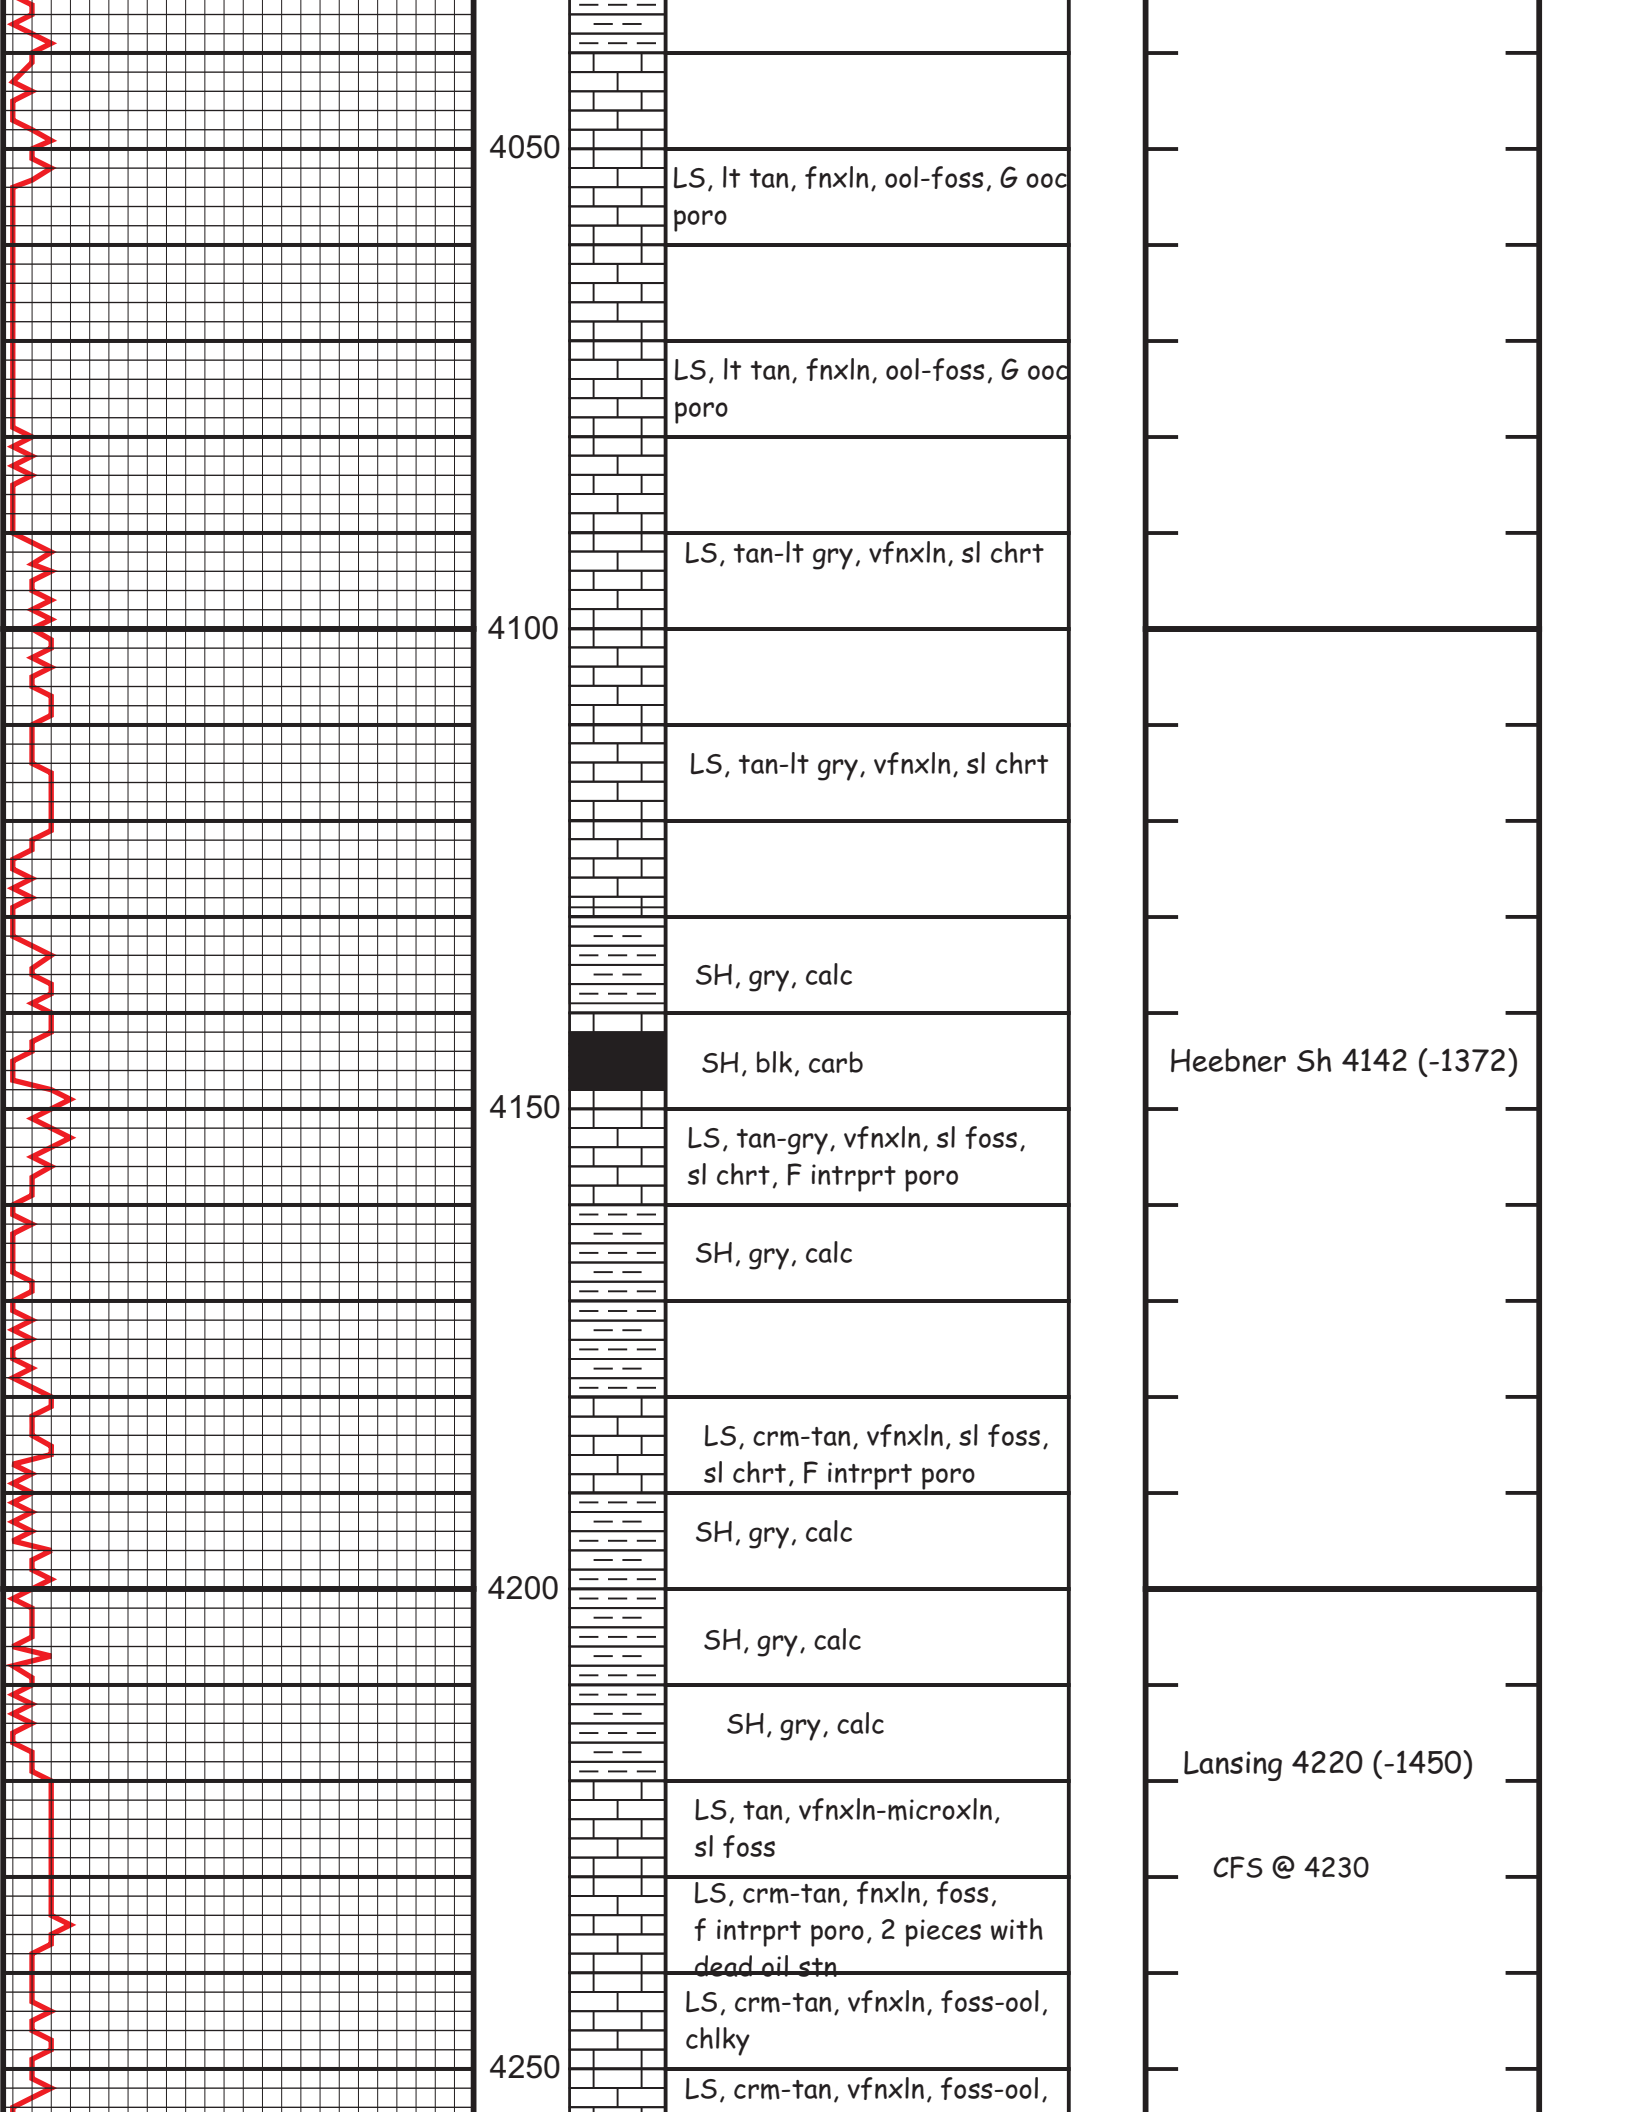 4050
LS, lt tan, fnxln, ool-foss, G ooc
poro
LS, lt tan, fnxln, ool-foss, G ooc
poro
LS, tan-lt gry, vfnxln, sl chrt
4100
LS, tan-lt gry, vfnxln, sl chrt
SH, gry, calc
SH, blk, carb
Heebner Sh 4142 (-1372)
4150
LS, tan-gry, vfnxln, sl foss,
sl chrt, F intrprt poro
SH, gry, calc
LS, crm-tan, vfnxln, sl foss,
sl chrt, F intrprt poro
SH, gry, calc
4200
SH, gry, calc
SH, gry, calc
Lansing 4220 (-1450)
LS, tan, vfnxln-microxln,
sl foss
CFS @ 4230
LS, crm-tan, fnxln, foss,
f intrprt poro, 2 pieces with
dead oil stn
LS, crm-tan, vfnxln, foss-ool,
chlky
4250
LS, crm-tan, vfnxln, foss-ool,